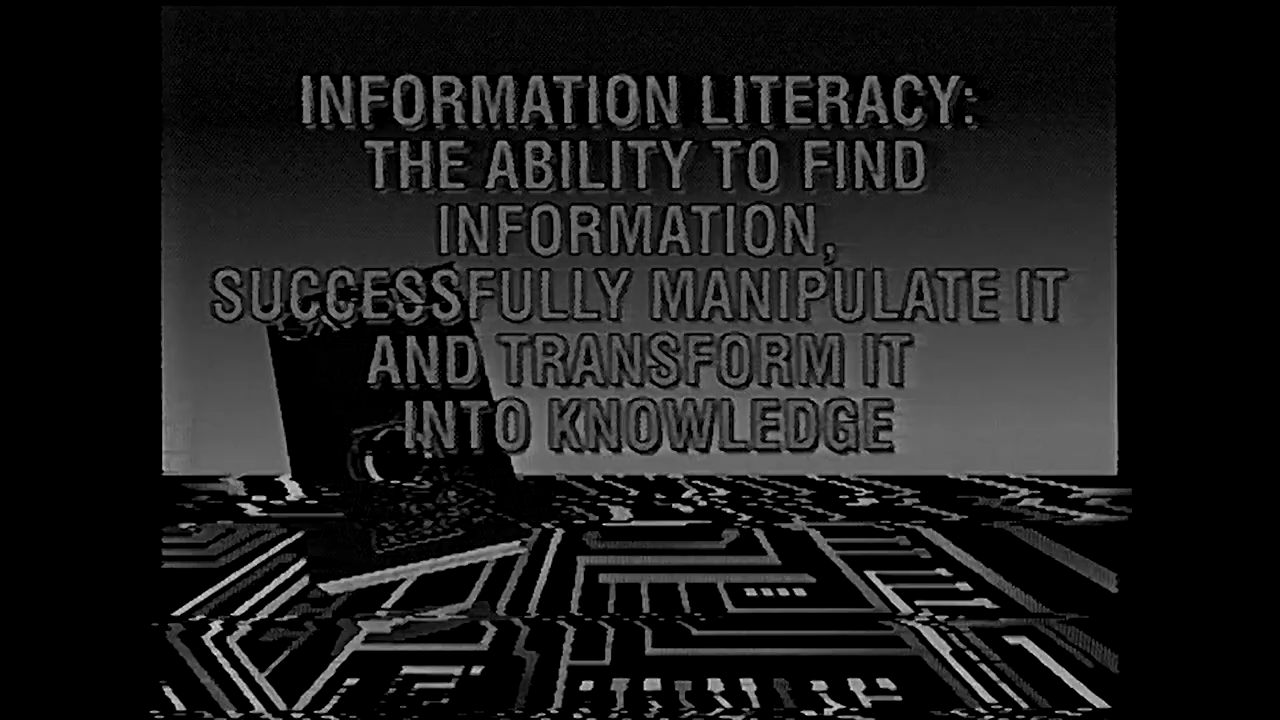 INFORMATION LITERACY:
THE ABILITY TO FIND
INFORMATION,
SUCCESSFULLY MANIPULATE IT
AND TRANSFORM IT
INTO KNOWLEDGE